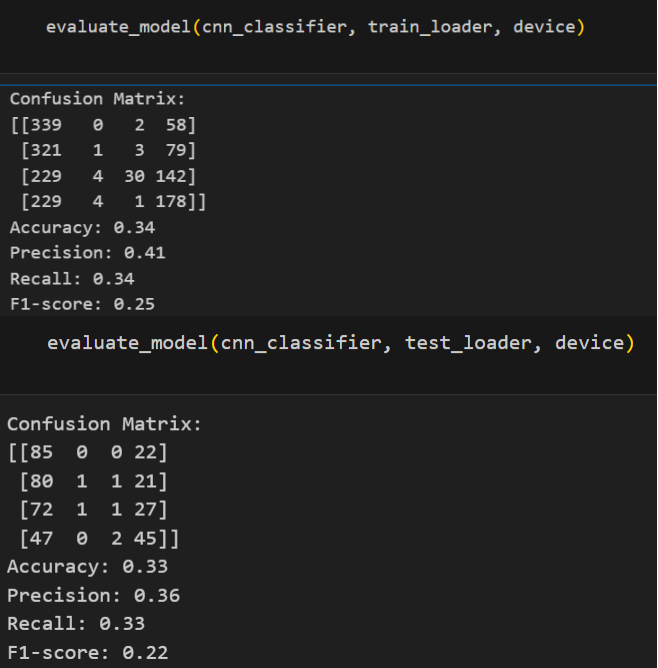 evaluate_model(cnn_classifier, train_loader, device)
Confusion Matrix:
[[339   0   2  58]
 [321   1   3  79]
 [229   4  30 142]
 [229   4   1 178]]
Accuracy: 0.34
Precision: 0.41
Recall: 0.34
F1-score: 0.25
evaluate_model(cnn_classifier, test_loader, device)
Confusion Matrix:
[[85  0  0 22]
 [80  1  1 21]
 [72  1  1 27]
 [47  0  2 45]]
Accuracy: 0.33
Precision: 0.36
Recall: 0.33
F1-score: 0.22